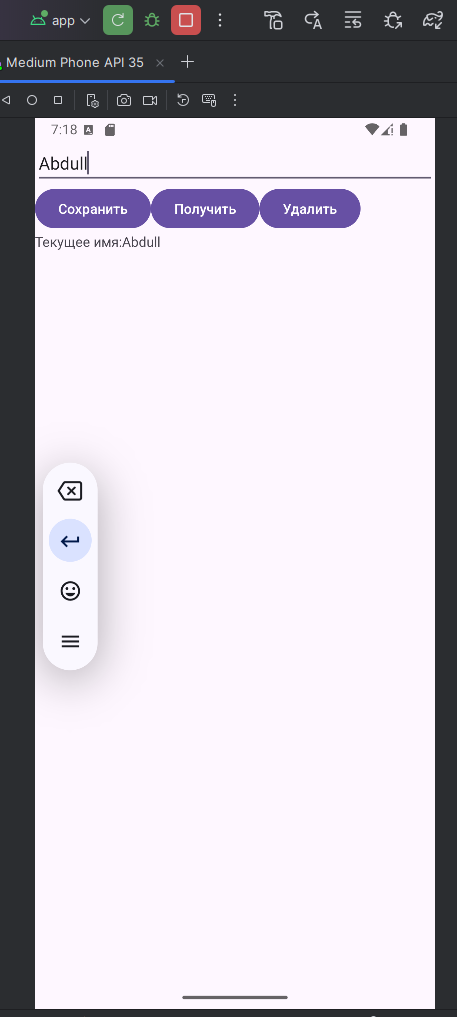 app
Medium Phone API 35
7:18
Abdull
Сохранить Получить Удалить
Текущее имя:Abdull